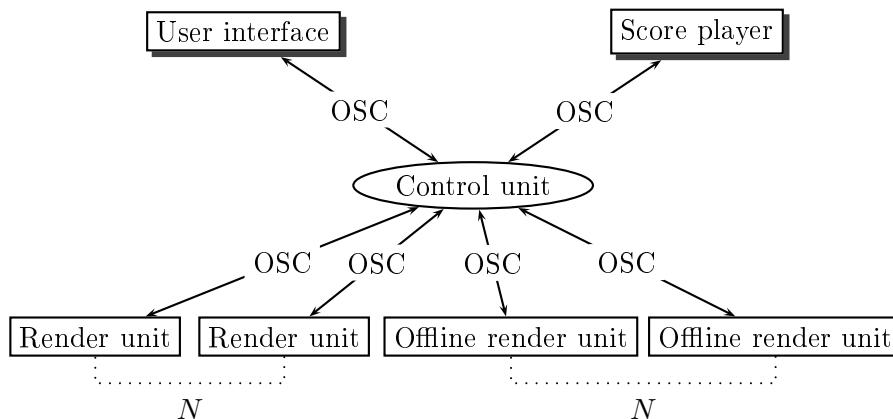 User interface
Score player
OSC
OSC
Control unit
OSC
OSC
OSC
OSC
Render unit
Render unit
Offline render unit
Offline render unit
N
N